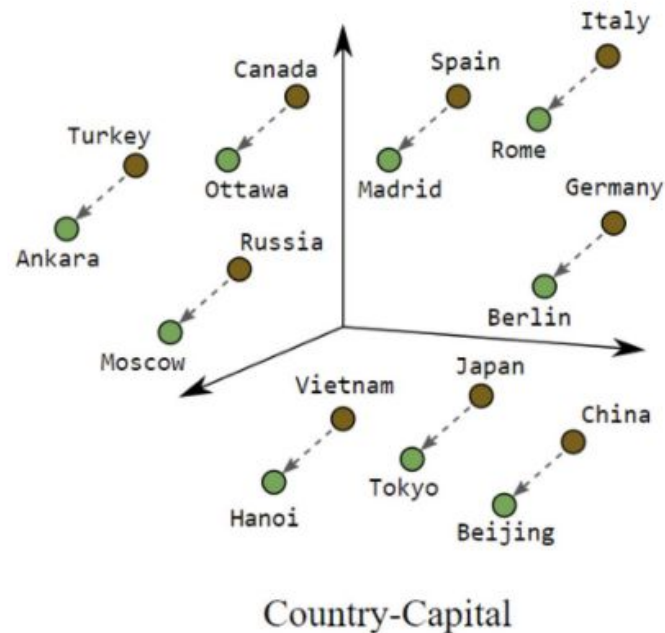 Italy
Canada
Spain
Turkey
Rome
Ottawa
Madrid
Germany
Ankara
Russia
Berlin
Moscow
Japan
Vietnam
China
Tokyo
Hanoi
Beijing
Country-Capital